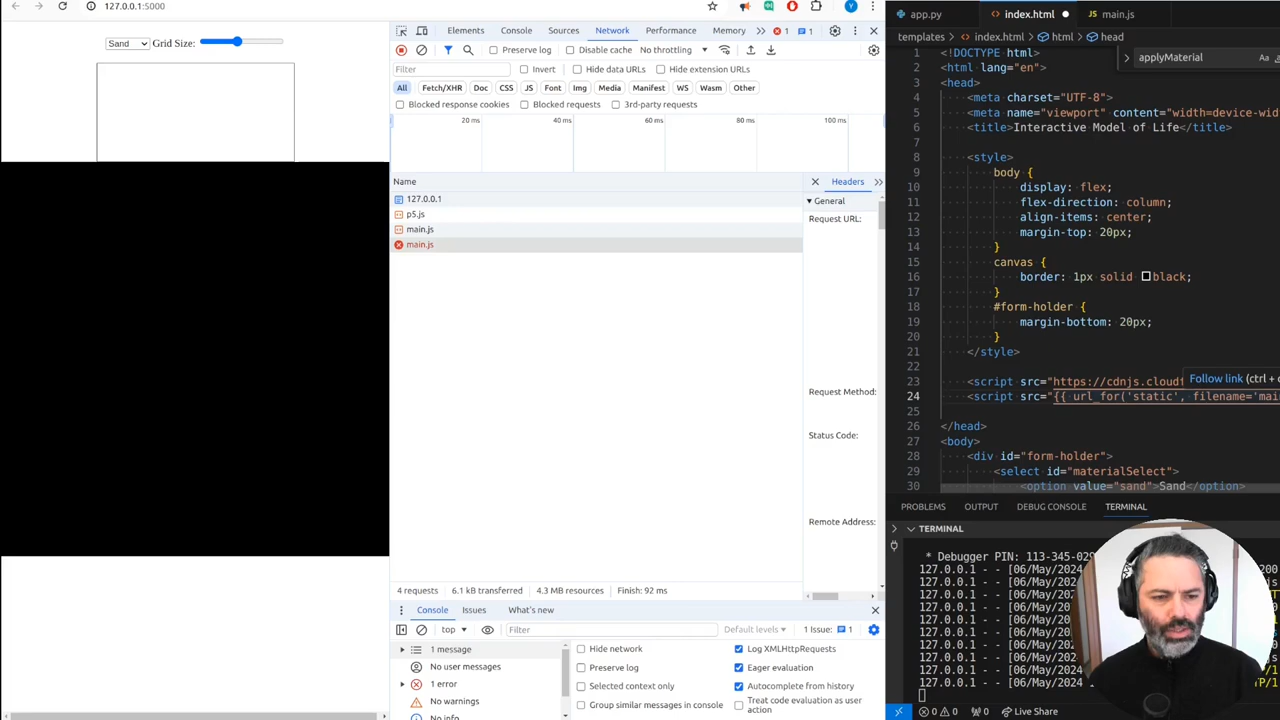 127.0.0.1:5000
Sand Grid Size:
Elements Console Sources Network Performance Memory 1 1
Preserve log Disable cache No throttling
Filter Invert Hide data URLs Hide extension URLs
All Fetch/XHR Doc CSS JS Font Img Media Manifest WS Wasm Other
Blocked response cookies Blocked requests 3rd-party requests
20 ms 40 ms 60 ms 80 ms 100 ms
Name
127.0.0.1
p5.js
main.js
main.js
Headers
General
Request URL:
Request Method:
Status Code:
Remote Address:
4 requests 6.1 kB transferred 4.3 MB resources Finish: 92 ms
Console Issues What's new
top Filter Default levels 1 Issue: 1
1 message
No user messages
1 error
No warnings
No info
Hide network
Preserve log
Selected context only
Group similar messages in console
Log XMLHttpRequests
Eager evaluation
Autocomplete from history
Treat code evaluation as user action
app.py index.html main.js
templates > index.html > html > head
applyMaterial Aa
1 <!DOCTYPE html>
2 <html lang="en">
3 <head>
4 <meta charset="UTF-8">
5 <meta name="viewport" content="width=device-wid
6 <title>Interactive Model of Life</title>
7
8 <style>
9 body {
10 display: flex;
11 flex-direction: column;
12 align-items: center;
13 margin-top: 20px;
14 }
15 canvas {
16 border: 1px solid black;
17 }
18 #form-holder {
19 margin-bottom: 20px;
20 }
21 </style>
22
23 <script src="https://cdnjs.cloudf
Follow link (ctrl + c
24 <script src="{{ url_for('static', filename='mai
25
26 </head>
27 <body>
28 <div id="form-holder">
29 <select id="materialSelect">
30 <option value="sand">Sand</option>
PROBLEMS OUTPUT DEBUG CONSOLE TERMINAL
TERMINAL
* Debugger PIN: 113-345-029
127.0.0.1 - - [06/May/2024 200
127.0.0.1 - - [06/May/2024
127.0.0.1 - - [06/May/2024
127.0.0.1 - - [06/May/2024
127.0.0.1 - - [06/May/2024
127.0.0.1 - - [06/May/2024
127.0.0.1 - - [06/May/2024
127.0.0.1 - - [06/May/2024
127.0.0.1 - - [06/May/2024
127.0.0.1 - - [06/May/2024
0 0 0 Live Share